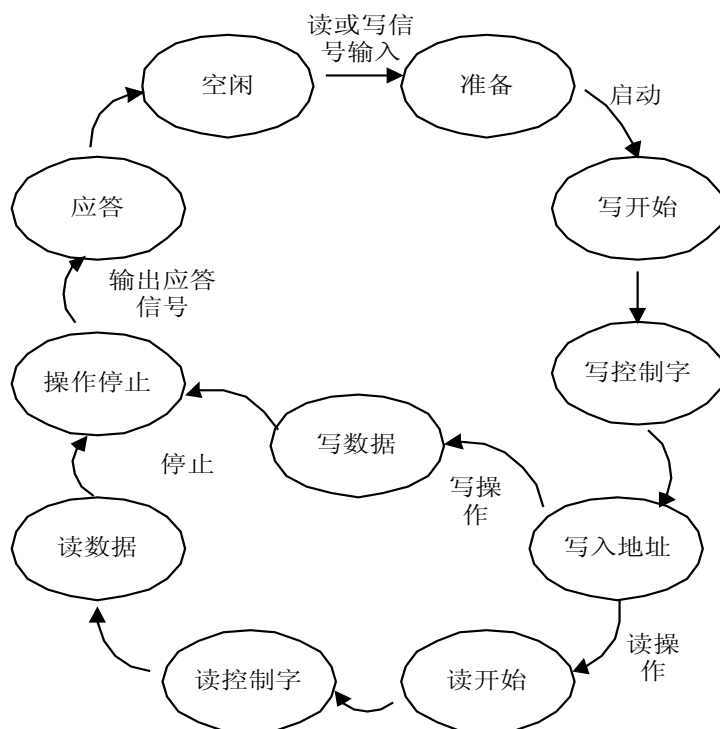 读或写信
号输入
空闲
准备
启动
应答
写开始
输出应答
信号
操作停止
写控制字
写数据
停止
写操
作
读数据
写入地址
读操
作
读控制字
读开始